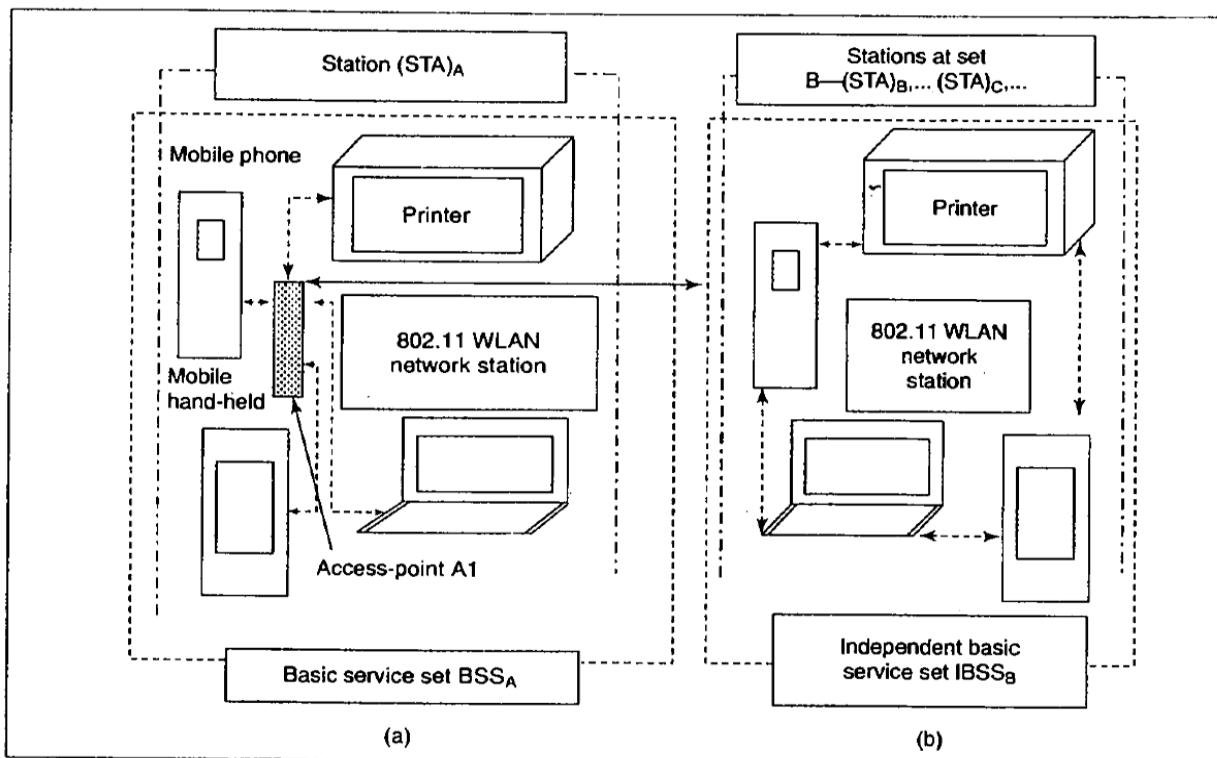 Station (STA)A
Mobile phone
Printer
802.11 WLAN
network station
Mobile
hand-held
Access-point A1
Basic service set BSSA
(a)
Stations at set
B—(STA)B,... (STA)C,...
Printer
802.11 WLAN
network
station
Independent basic
service set IBSSB
(b)